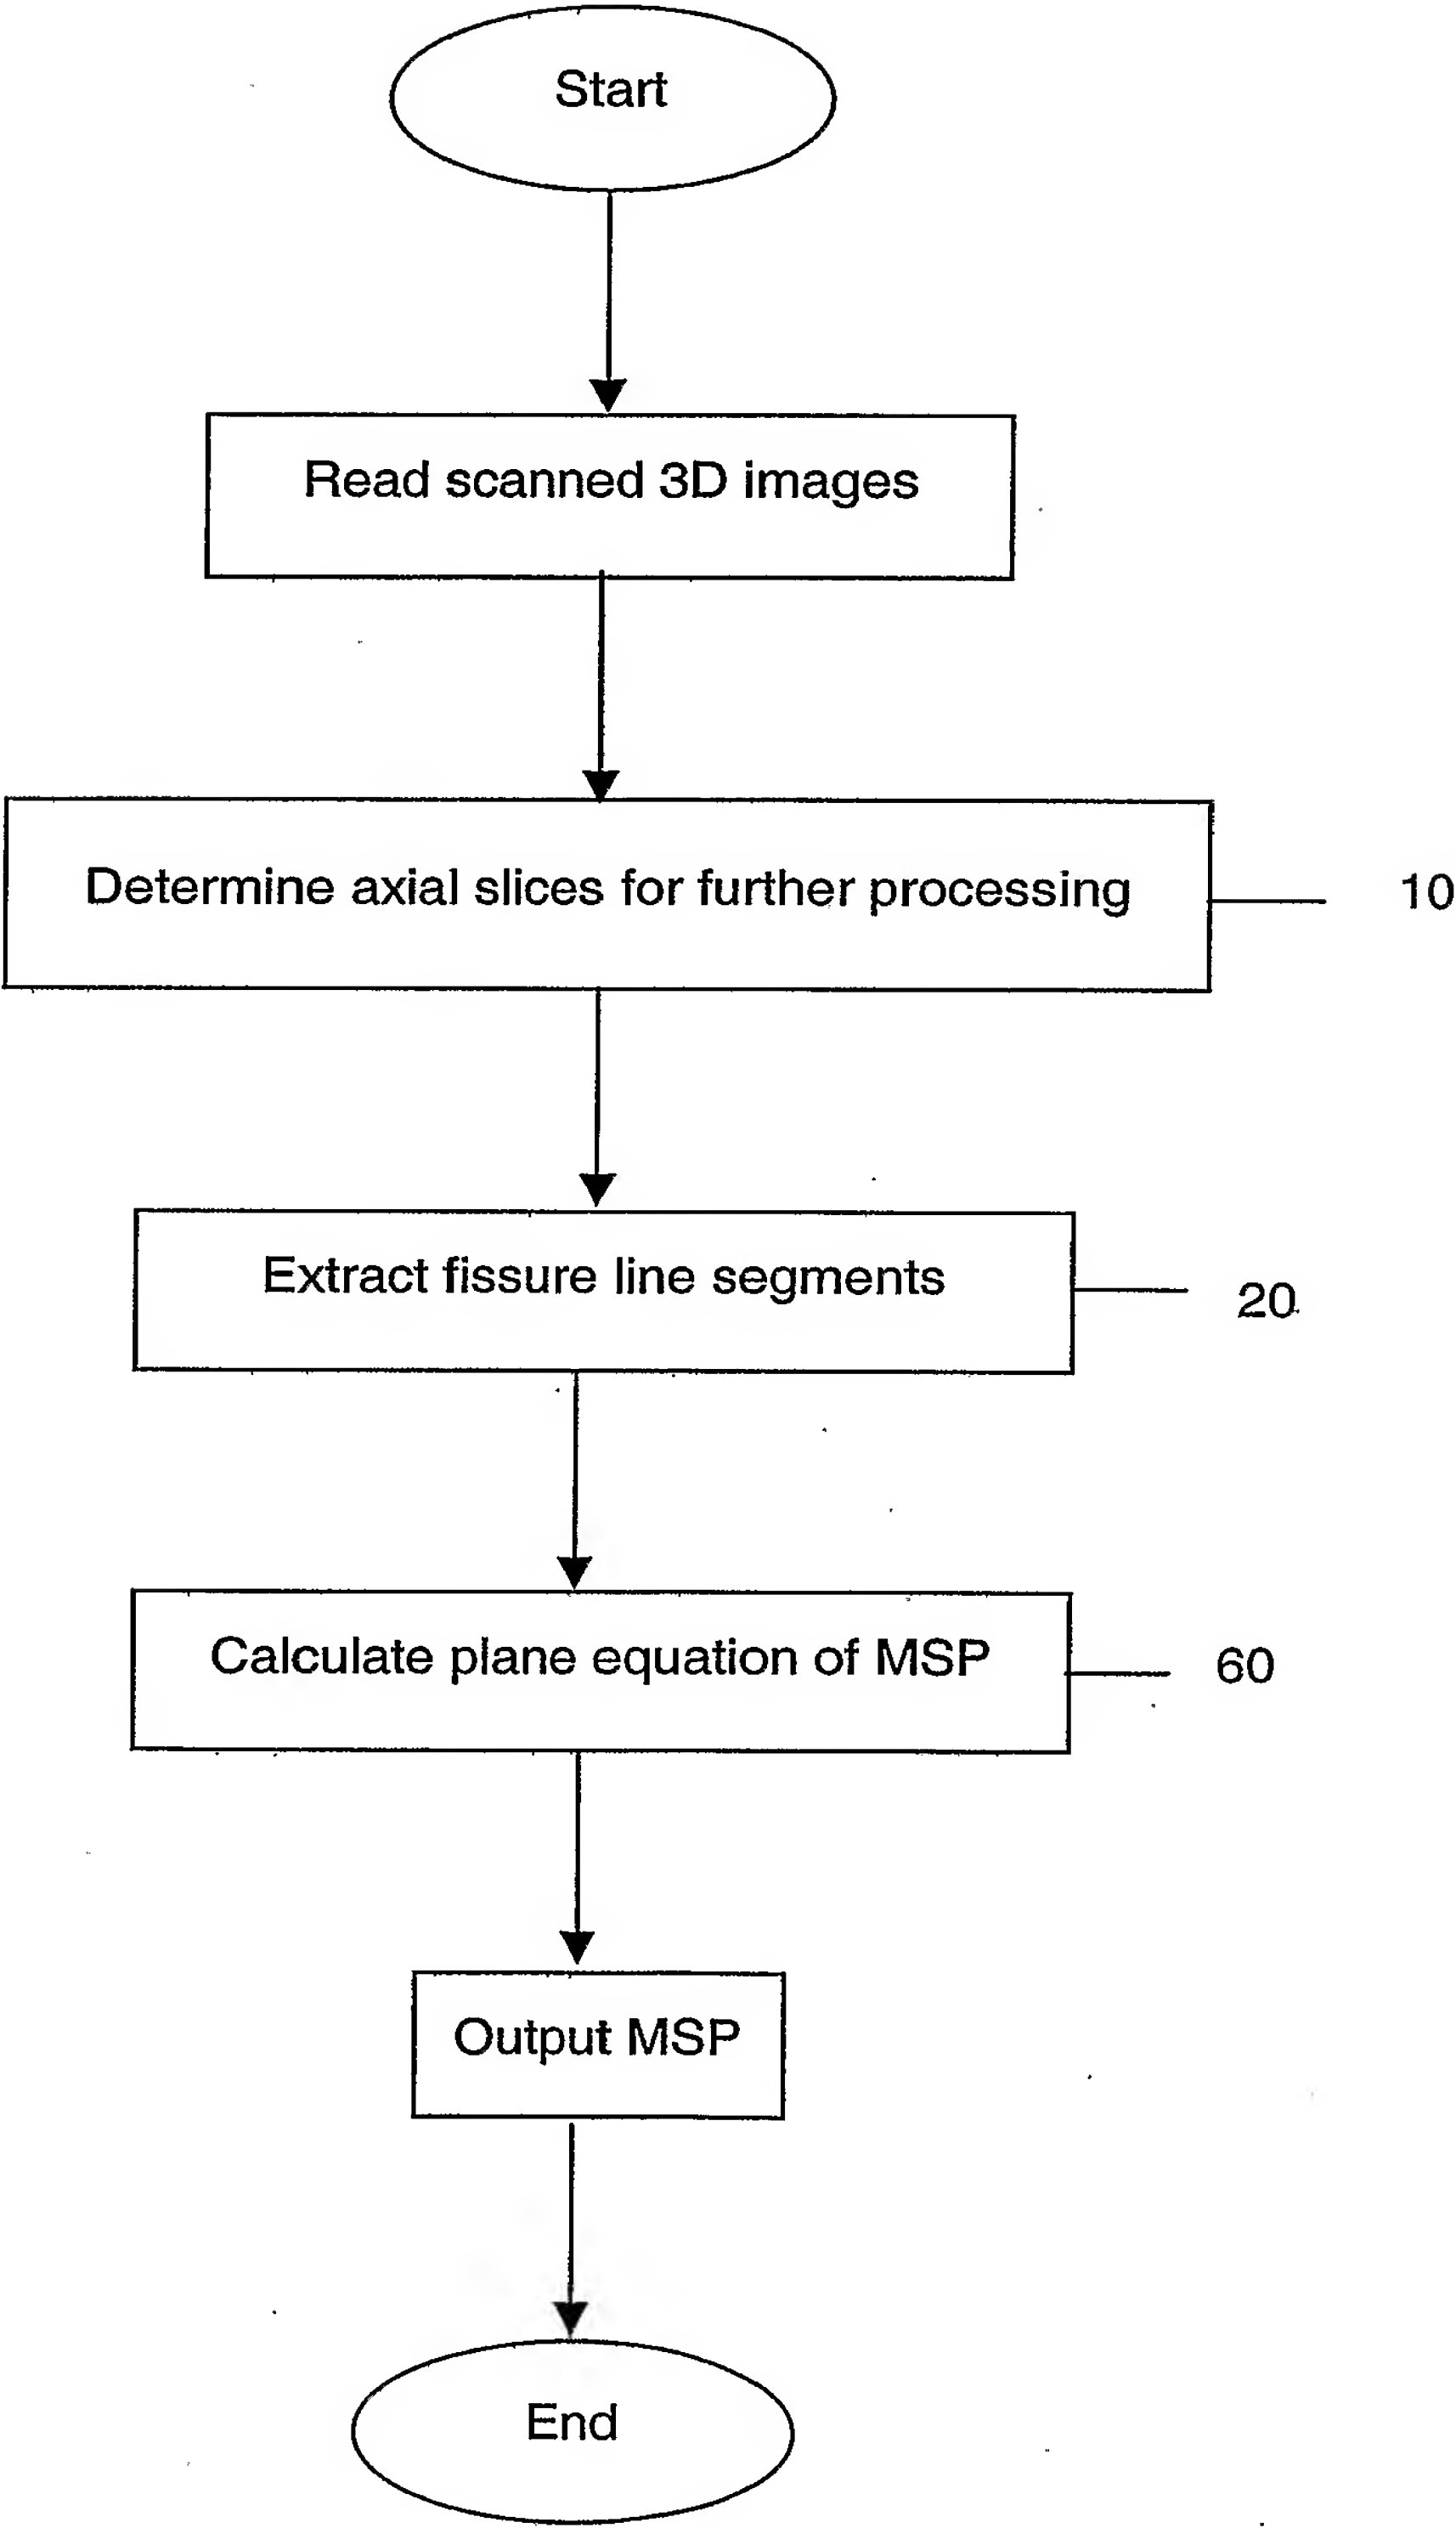 Start
Read scanned 3D images
Determine axial slices for further processing
10
Extract fissure line segments
20
Calculate plane equation of MSP
60
Output MSP
End